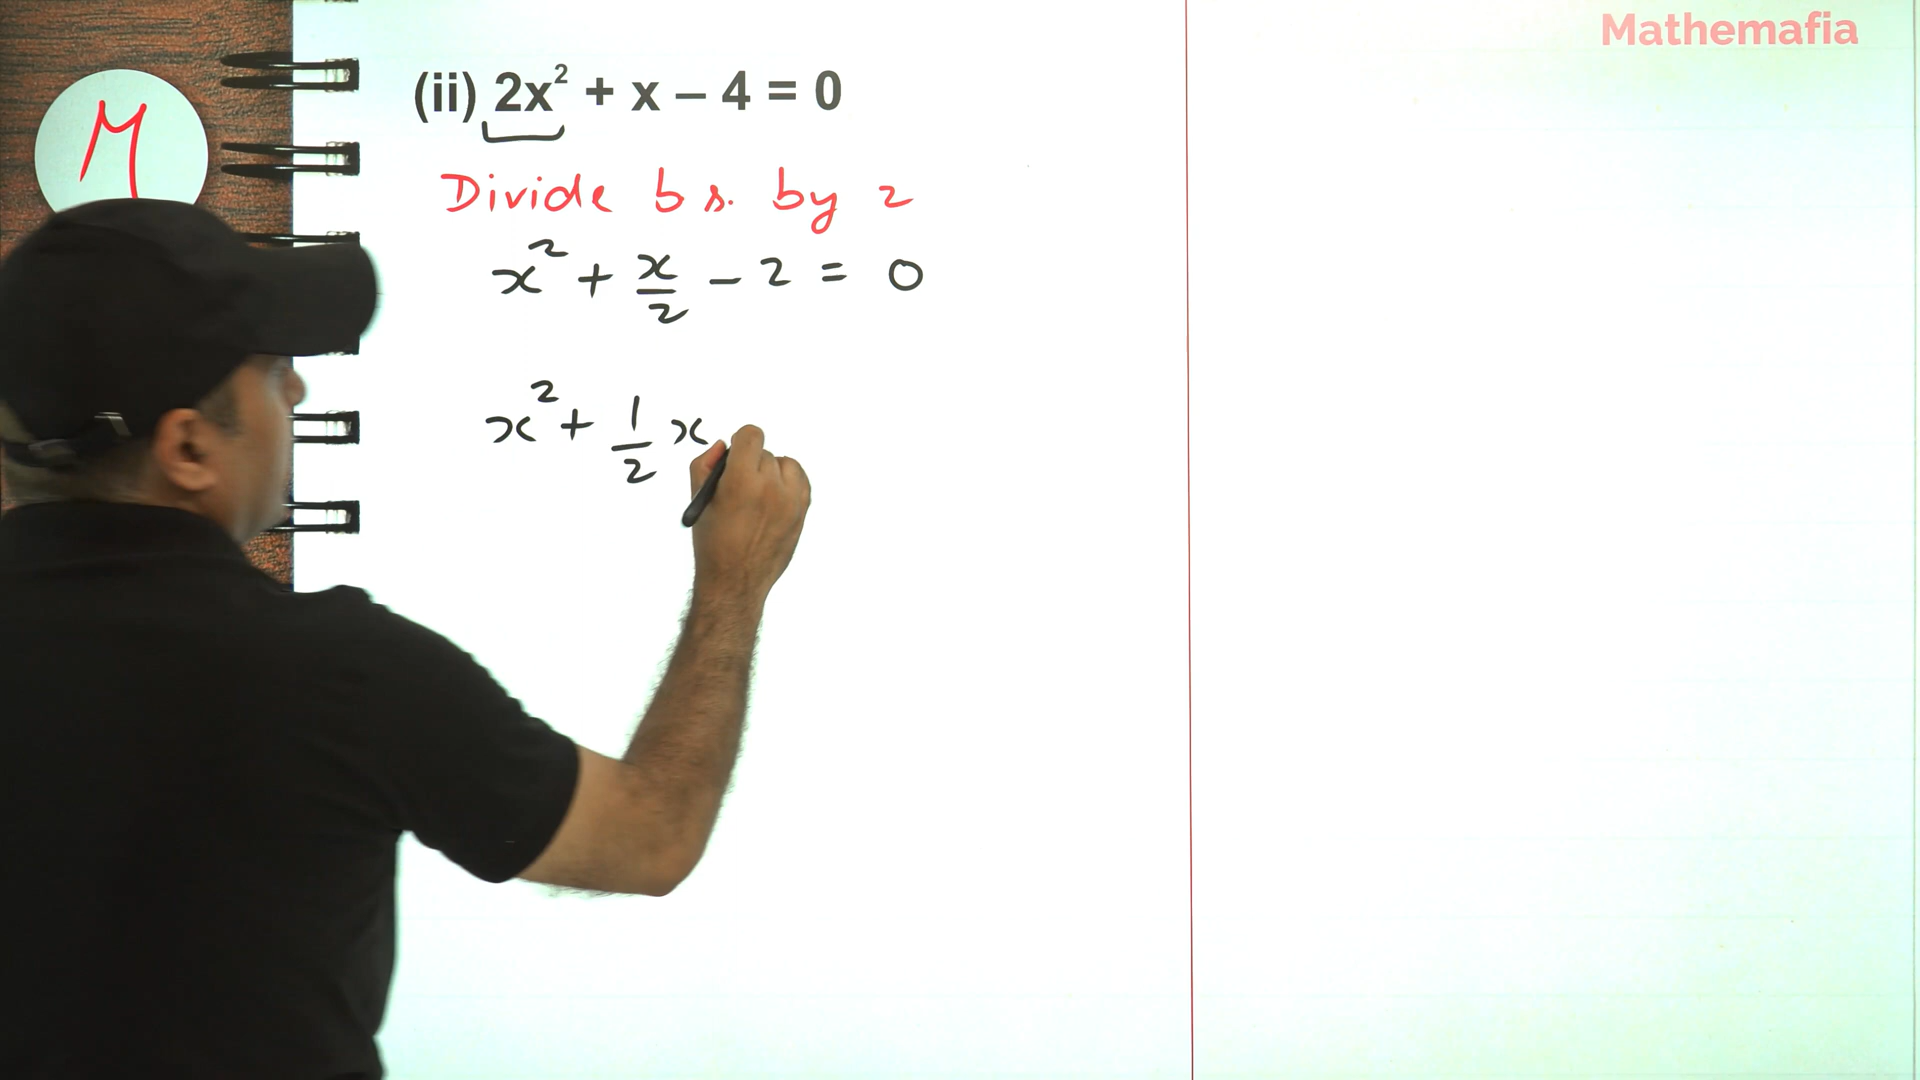 Mathemafia
M
(ii) 2x² + x – 4 = 0
Divide b s. by 2
x² + x/2 - 2 = 0
x² + 1/2 x